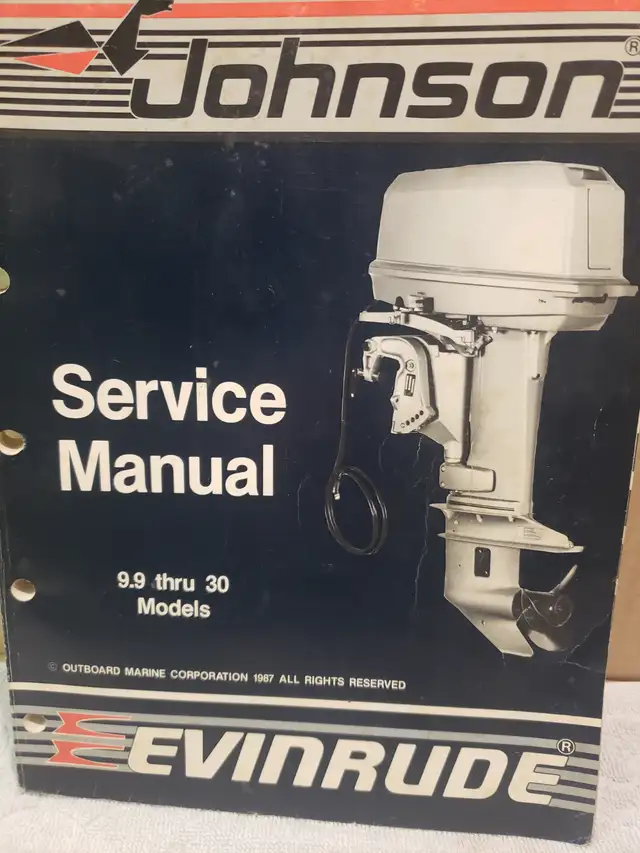 Johnson®
Service
Manual
9.9 thru 30
Models
© OUTBOARD MARINE CORPORATION 1987 ALL RIGHTS RESERVED
EVINRUDE®